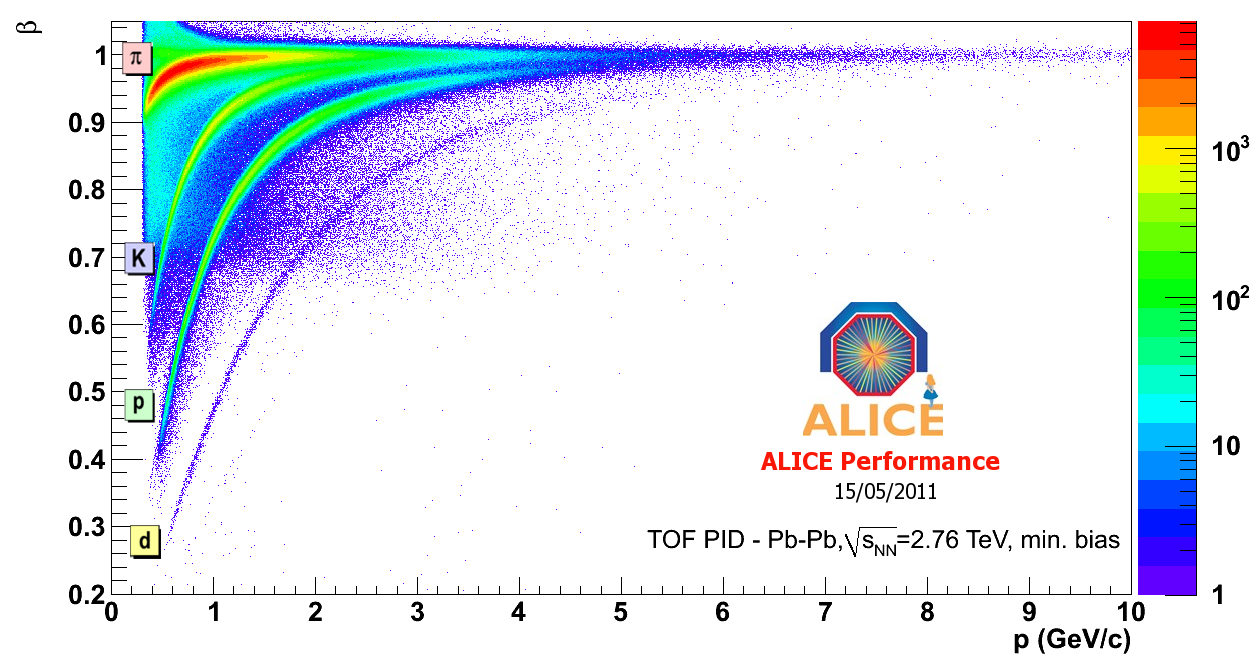 β
1
0.9
0.8
0.7
0.6
0.5
0.4
0.3
0.2
π
K
p
d
0 1 2 3 4 5 6 7 8 9 10
p (GeV/c)
ALICE
ALICE Performance
15/05/2011
TOF PID - Pb-Pb,√sNN=2.76 TeV, min. bias
10³
10²
10
1